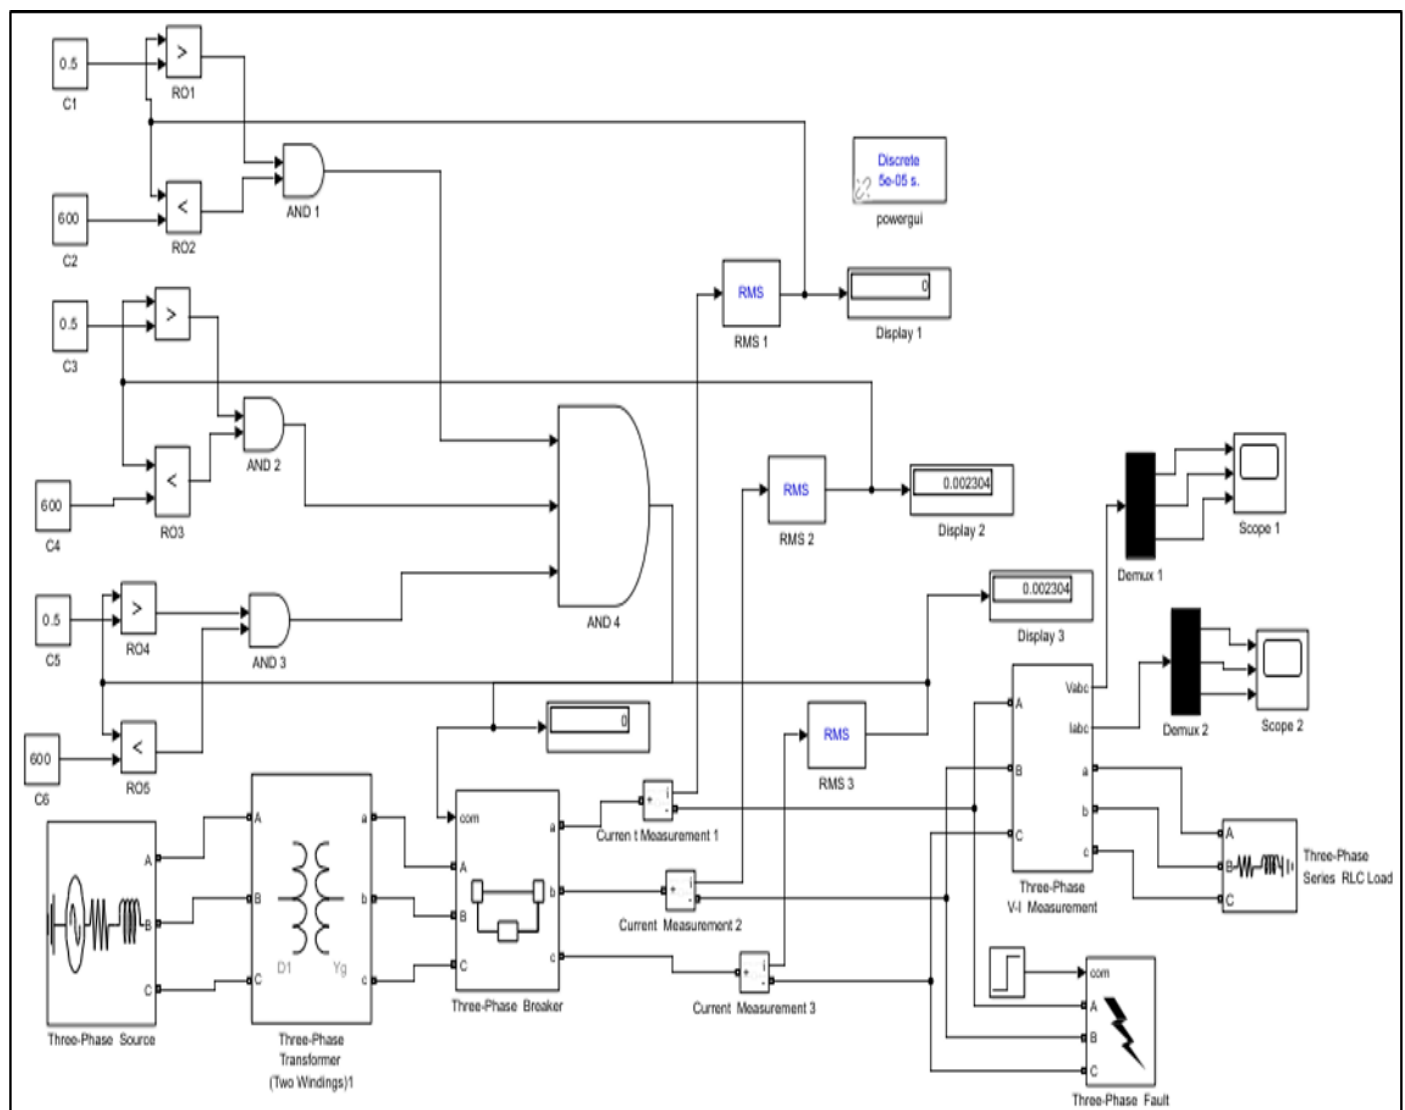 0.5
C1
>
RO1
600
C2
<
RO2
AND 1
Discrete
5e-05 s.
powergui
0.5
C3
>
RMS
RMS 1
0
Display 1
600
C4
<
RO3
AND 2
RMS
RMS 2
0.002304
Display 2
Demux 1
Scope 1
0.5
C5
>
RO4
AND 3
AND 4
0.002304
Display 3
600
C6
<
RO5
0
RMS
RMS 3
Vabc
Iabc
A
B
C
a
b
c
Three-Phase
V-I Measurement
Demux 2
Scope 2
A
B
C
Three-Phase Source
A
B
C
D1
Yg
a
b
c
Three-Phase
Transformer
(Two Windings)1
com
A
B
C
a
b
c
Three-Phase Breaker
+
i
-
Curren t Measurement 1
+
i
-
Current Measurement 2
+
i
-
Current Measurement 3
A
B
C
Three-Phase
Series RLC Load
com
A
B
C
Three-Phase Fault